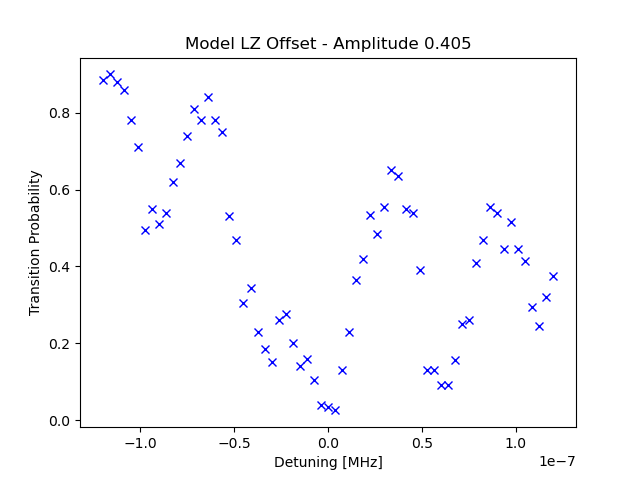 Model LZ Offset - Amplitude 0.405
Transition Probability
0.8
0.6
0.4
0.2
0.0
−1.0 −0.5 0.0 0.5 1.0
1e−7
Detuning [MHz]